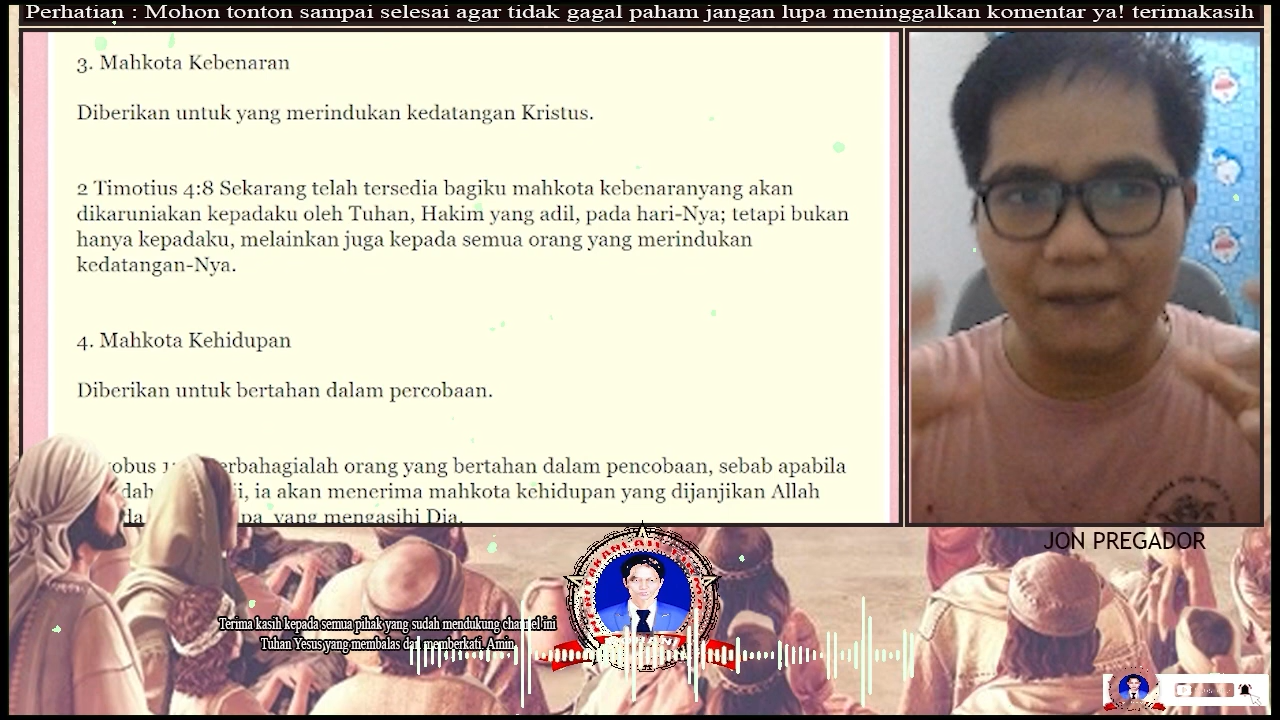 Perhatian : Mohon tonton sampai selesai agar tidak gagal paham jangan lupa meninggalkan komentar ya! terimakasih
3. Mahkota Kebenaran
Diberikan untuk yang merindukan kedatangan Kristus.
2 Timotius 4:8 Sekarang telah tersedia bagiku mahkota kebenaranyang akan
dikaruniakan kepadaku oleh Tuhan, Hakim yang adil, pada hari-Nya; tetapi bukan
hanya kepadaku, melainkan juga kepada semua orang yang merindukan
kedatangan-Nya.
4. Mahkota Kehidupan
Diberikan untuk bertahan dalam percobaan.
orang yang bertahan dalam pencobaan, sebab apabila
ia akan menerima mahkota kehidupan yang dijanjikan Allah
yang mengasihi Dia.
JON PREGADOR
Terima kasih kepada semua pihak yang sudah mendukung channel ini
Tuhan Yesus yang membalas dan memberkati. Amin.